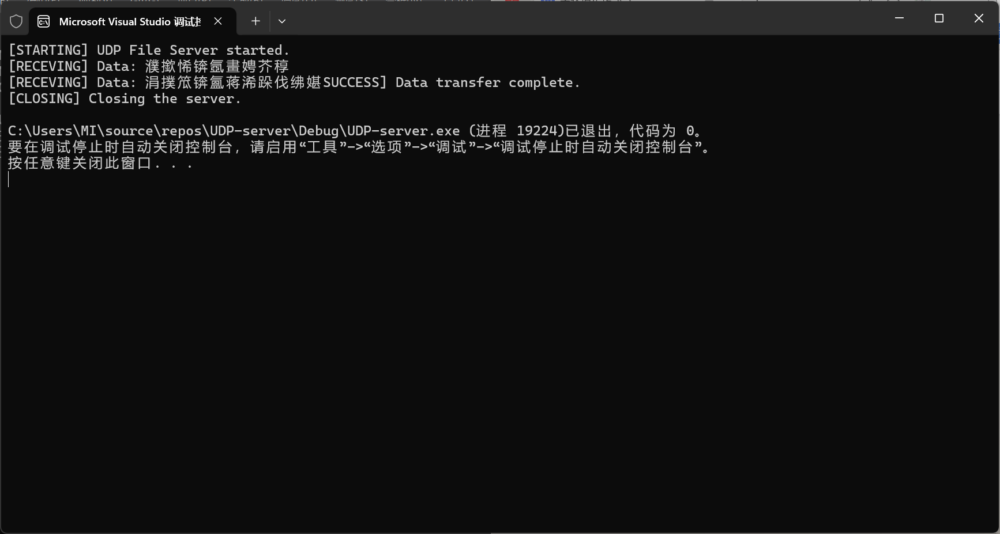 Microsoft Visual Studio 调试
[STARTING] UDP File Server started.
[RECEVING] Data: 濮撳悕锛氬畫娉芥稕
[RECEVING] Data: 涓撲笟锛氳蒋浠跺伐绋媅SUCCESS] Data transfer complete.
[CLOSING] Closing the server.
C:\Users\MI\source\repos\UDP-server\Debug\UDP-server.exe (进程 19224)已退出，代码为 0。
要在调试停止时自动关闭控制台，请启用“工具”->“选项”->“调试”->“调试停止时自动关闭控制台”。
按任意键关闭此窗口. . .